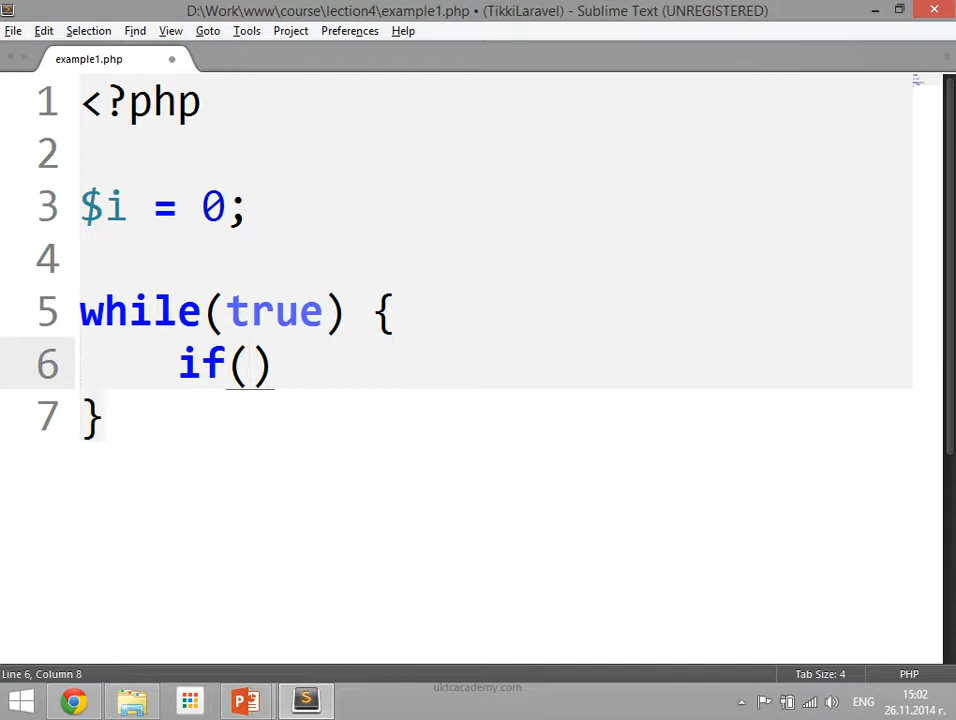 D:\Work\www\course\lection4\example1.php • (TikkiLaravel) - Sublime Text (UNREGISTERED)
File Edit Selection Find View Goto Tools Project Preferences Help
example1.php
1 <?php
2
3 $i = 0;
4
5 while(true) {
6 if()
7 }
Line 6, Column 8 Tab Size: 4 PHP
uktcacademy.com
ENG 15:02
26.11.2014 г.